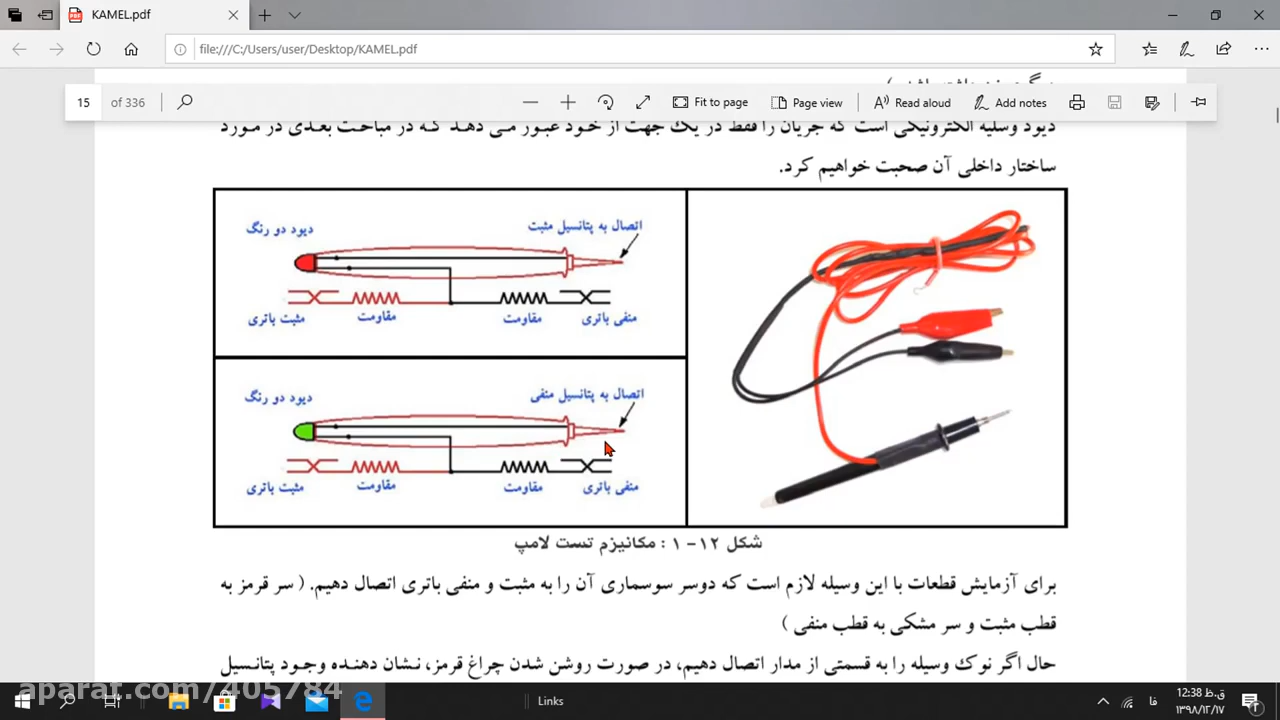 KAMEL.pdf
file:///C:/Users/user/Desktop/KAMEL.pdf
15 of 336
Fit to page
Page view
Read aloud
Add notes
دیود وسلیه الکترونیکی است که جریان را فقط در یک جهت از خود عبور می دهد که در مباحث بعدی در مورد
ساختار داخلی آن صحبت خواهیم کرد.
اتصال به پتانسیل مثبت
دیود دو رنگ
منفی باتری
مقاومت
مقاومت
مثبت باتری
اتصال به پتانسیل منفی
دیود دو رنگ
منفی باتری
مقاومت
مقاومت
مثبت باتری
شکل ۱۲- ۱ : مکانیزم تست لامپ
برای آزمایش قطعات با این وسیله لازم است که دوسر سوسماری آن را به مثبت و منفی باتری اتصال دهیم. ( سر قرمز به
قطب مثبت و سر مشکی به قطب منفی )
حال اگر نوک وسیله را به قسمتی از مدار اتصال دهیم، در صورت روشن شدن چراغ قرمز، نشان دهنده وجود پتانسیل
aparat.com/405784
Links
فا
12:38 ق.ظ
۱۳۹۸/۱۲/۱۷